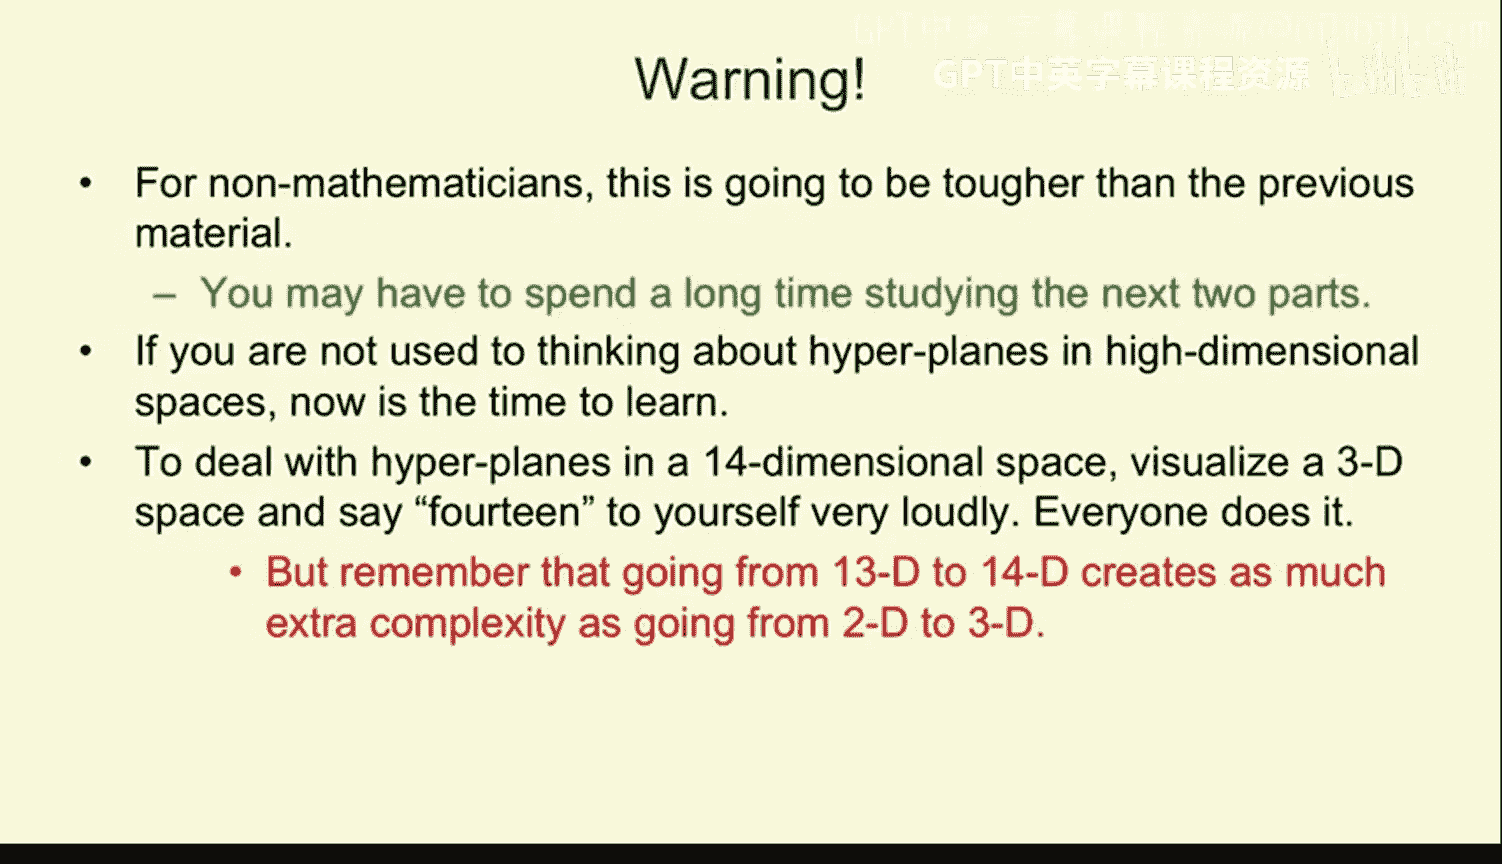 Warning!
GPT中英字幕课程资源
• For non-mathematicians, this is going to be tougher than the previous
material.
– You may have to spend a long time studying the next two parts.
• If you are not used to thinking about hyper-planes in high-dimensional
spaces, now is the time to learn.
• To deal with hyper-planes in a 14-dimensional space, visualize a 3-D
space and say “fourteen” to yourself very loudly. Everyone does it.
• But remember that going from 13-D to 14-D creates as much
extra complexity as going from 2-D to 3-D.